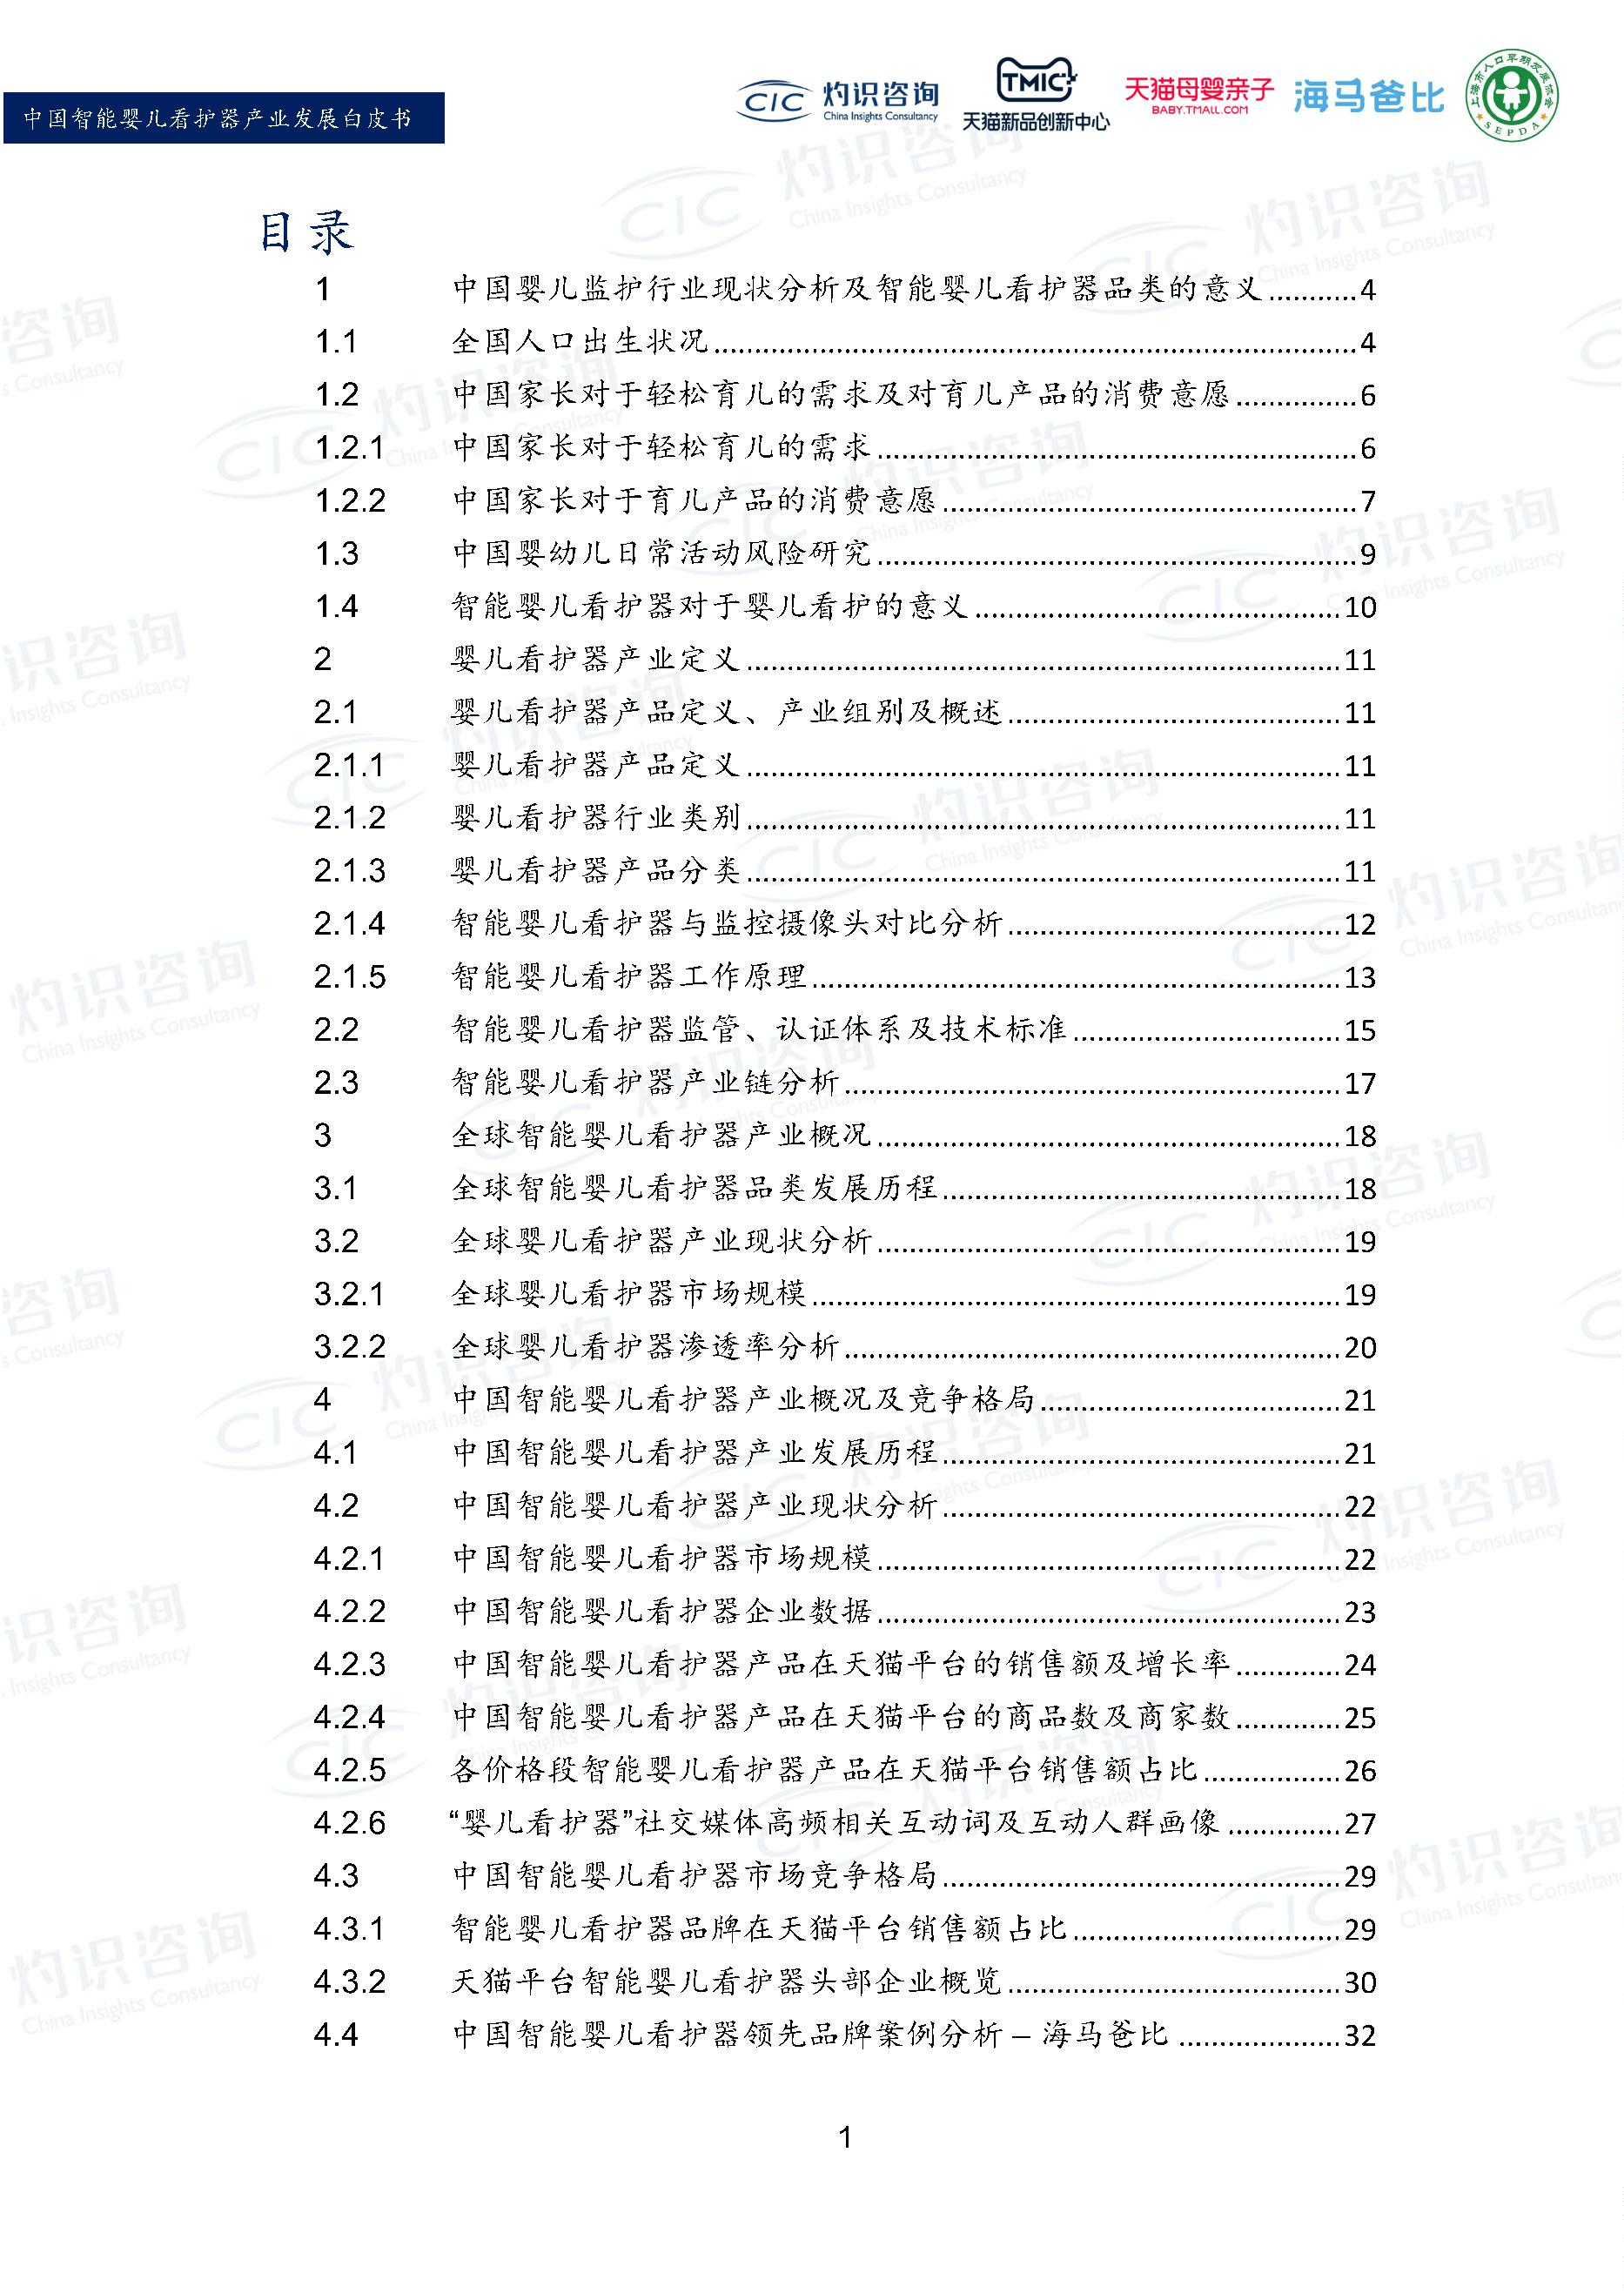 中国智能婴儿看护器产业发展白皮书
CIC 灼识咨询
China Insights Consultancy
TMIC
天猫新品创新中心
天猫母婴亲子
BABY.TMALL.COM
海马爸比
上海市人口早期发展协会
SEPDA
目录
1 中国婴儿监护行业现状分析及智能婴儿看护器品类的意义...........4
1.1 全国人口出生状况...........4
1.2 中国家长对于轻松育儿的需求及对育儿产品的消费意愿...........6
1.2.1 中国家长对于轻松育儿的需求...........6
1.2.2 中国家长对于育儿产品的消费意愿...........7
1.3 中国婴幼儿日常活动风险研究...........9
1.4 智能婴儿看护器对于婴儿看护的意义...........10
2 婴儿看护器产业定义...........11
2.1 婴儿看护器产品定义、产业组别及概述...........11
2.1.1 婴儿看护器产品定义...........11
2.1.2 婴儿看护器行业类别...........11
2.1.3 婴儿看护器产品分类...........11
2.1.4 智能婴儿看护器与监控摄像头对比分析...........12
2.1.5 智能婴儿看护器工作原理...........13
2.2 智能婴儿看护器监管、认证体系及技术标准...........15
2.3 智能婴儿看护器产业链分析...........17
3 全球智能婴儿看护器产业概况...........18
3.1 全球智能婴儿看护器品类发展历程...........18
3.2 全球婴儿看护器产业现状分析...........19
3.2.1 全球婴儿看护器市场规模...........19
3.2.2 全球婴儿看护器渗透率分析...........20
4 中国智能婴儿看护器产业概况及竞争格局...........21
4.1 中国智能婴儿看护器产业发展历程...........21
4.2 中国智能婴儿看护器产业现状分析...........22
4.2.1 中国智能婴儿看护器市场规模...........22
4.2.2 中国智能婴儿看护器企业数据...........23
4.2.3 中国智能婴儿看护器产品在天猫平台的销售额及增长率...........24
4.2.4 中国智能婴儿看护器产品在天猫平台的商品数及商家数...........25
4.2.5 各价格段智能婴儿看护器产品在天猫平台销售额占比...........26
4.2.6 “婴儿看护器”社交媒体高频相关互动词及互动人群画像...........27
4.3 中国智能婴儿看护器市场竞争格局...........29
4.3.1 智能婴儿看护器品牌在天猫平台销售额占比...........29
4.3.2 天猫平台智能婴儿看护器头部企业概览...........30
4.4 中国智能婴儿看护器领先品牌案例分析 – 海马爸比...........32
1